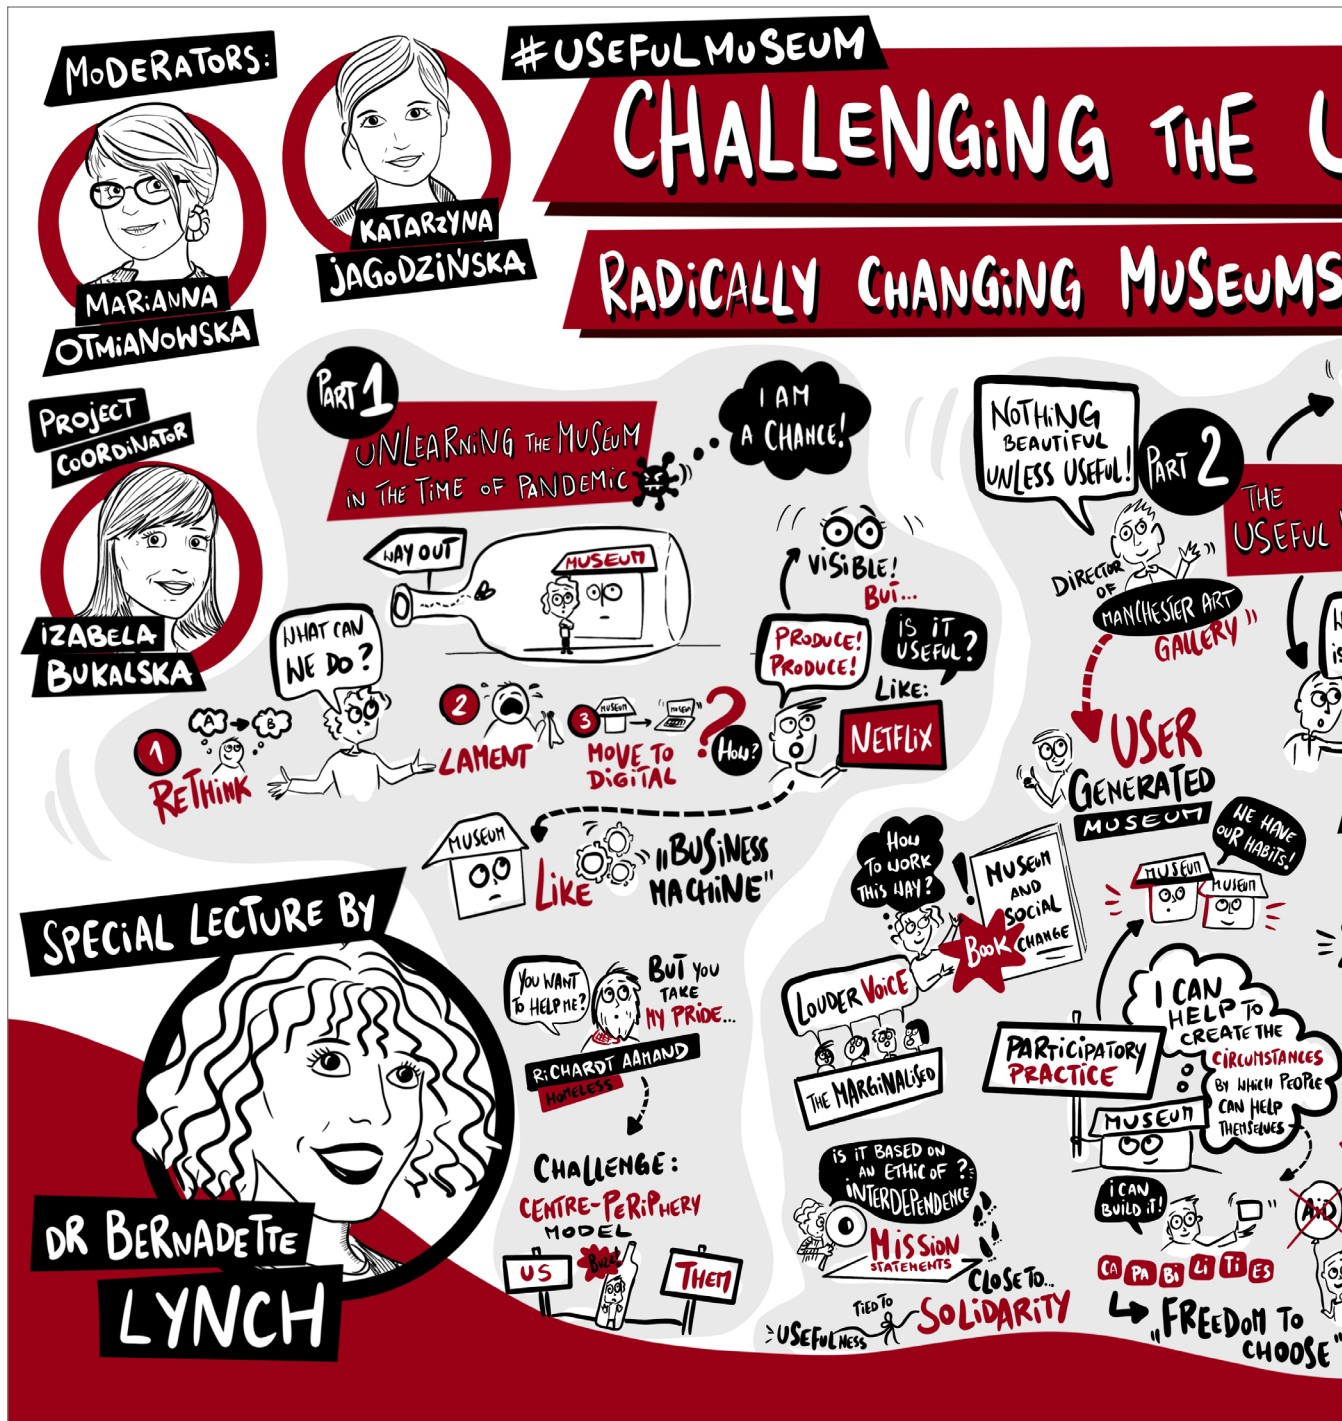 MODERATORS:
MARIANNA
OTMIANOWSKA
KATARZYNA
JAGODZIŃSKA
#USEFULMUSEUM
CHALLENGING THE
RADICALLY CHANGING MUSEUMS
PROJECT
COORDINATOR
IZABELA
BUKALSKA
SPECIAL LECTURE BY
DR BERNADETTE
LYNCH
PART 1
UNLEARNING THE MUSEUM
IN THE TIME OF PANDEMIC
I AM
A CHANCE!
WAY OUT
MUSEUM
WHAT CAN
WE DO?
A
B
1
RETHINK
2
LAMENT
3
MUSEUM
MUSEUM
MOVE TO
DIGITAL
?
HOW?
VISIBLE!
BUT...
PRODUCE!
PRODUCE!
IS IT
USEFUL?
LIKE:
NETFLIX
MUSEUM
LIKE
„BUSINESS
MACHINE"
YOU WANT
TO HELP ME?
BUT YOU
TAKE
MY PRIDE...
RICHARDT AAMAND
HOMELESS
CHALLENGE:
CENTRE-PERIPHERY
MODEL
US
BUZZ!
THEM
NOTHING
BEAUTIFUL
UNLESS USEFUL!
PART 2
THE
USEFUL
DIRECTOR
OF
MANCHESTER ART
GALLERY
USER
GENERATED
MUSEUM
HOW
TO WORK
THIS WAY?
!
MUSEUM
AND
SOCIAL
CHANGE
BOOK
LOUDER VOICE
THE MARGINALISED
WE HAVE
OUR HABITS!
MUSEUM
MUSEUM
PARTICIPATORY
PRACTICE
MUSEUM
I CAN
HELP TO
CREATE THE
CIRCUMSTANCES
BY WHICH PEOPLE
CAN HELP
THEMSELVES
IS IT BASED ON
AN ETHIC OF ?
INTERDEPENDENCE
MISSION
STATEMENTS
CLOSE TO...
USEFULNESS
TIED TO
SOLIDARITY
I CAN
BUILD IT!
CAPABILITIES
„FREEDOM TO
CHOOSE"